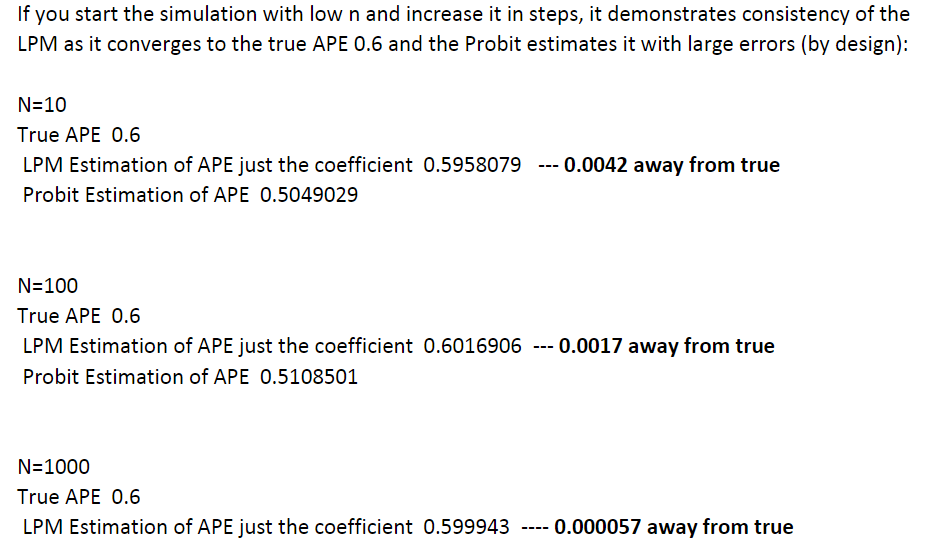 If you start the simulation with low n and increase it in steps, it demonstrates consistency of the
LPM as it converges to the true APE 0.6 and the Probit estimates it with large errors (by design):
N=10
True APE 0.6
LPM Estimation of APE just the coefficient 0.5958079 --- 0.0042 away from true
Probit Estimation of APE 0.5049029
N=100
True APE 0.6
LPM Estimation of APE just the coefficient 0.6016906 --- 0.0017 away from true
Probit Estimation of APE 0.5108501
N=1000
True APE 0.6
LPM Estimation of APE just the coefficient 0.599943 ---- 0.000057 away from true